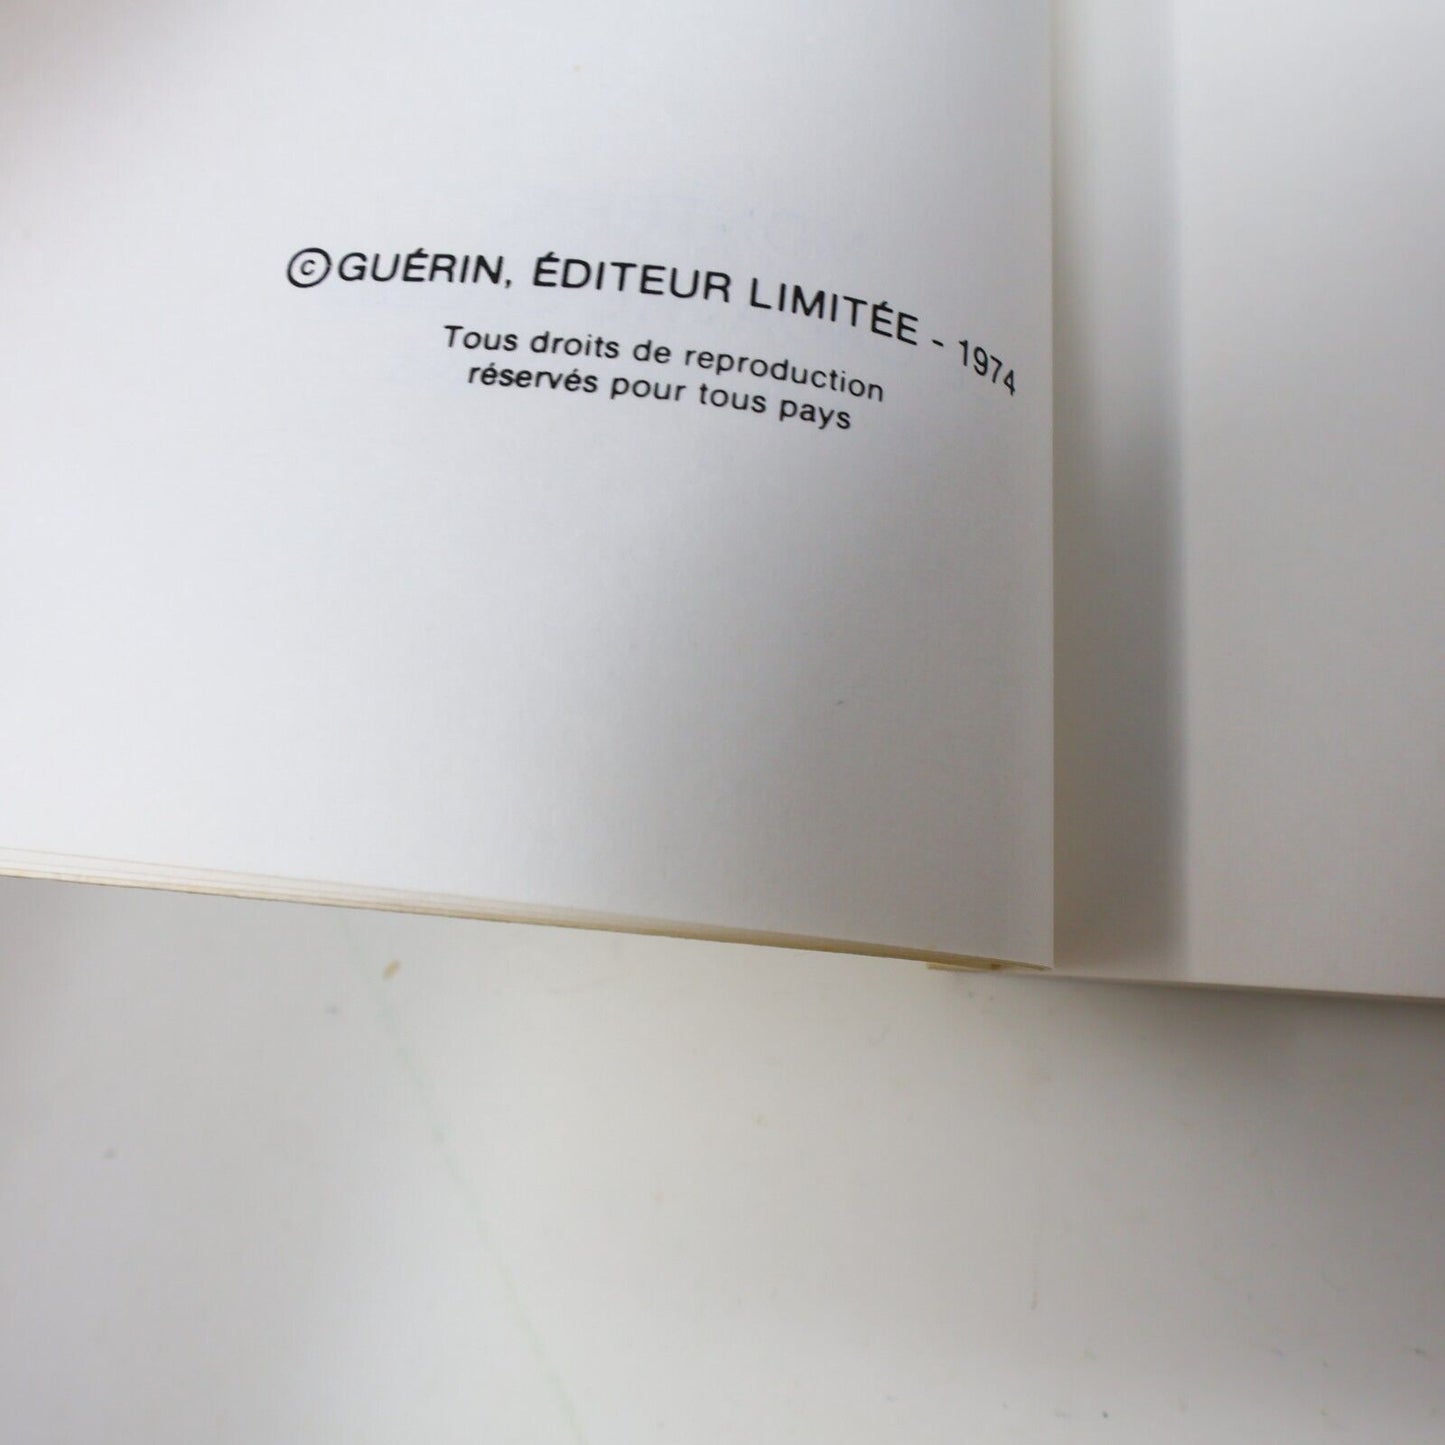 ©GUÉRIN, ÉDITEUR LIMITÉE - 1974
Tous droits de reproduction
réservés pour tous pays